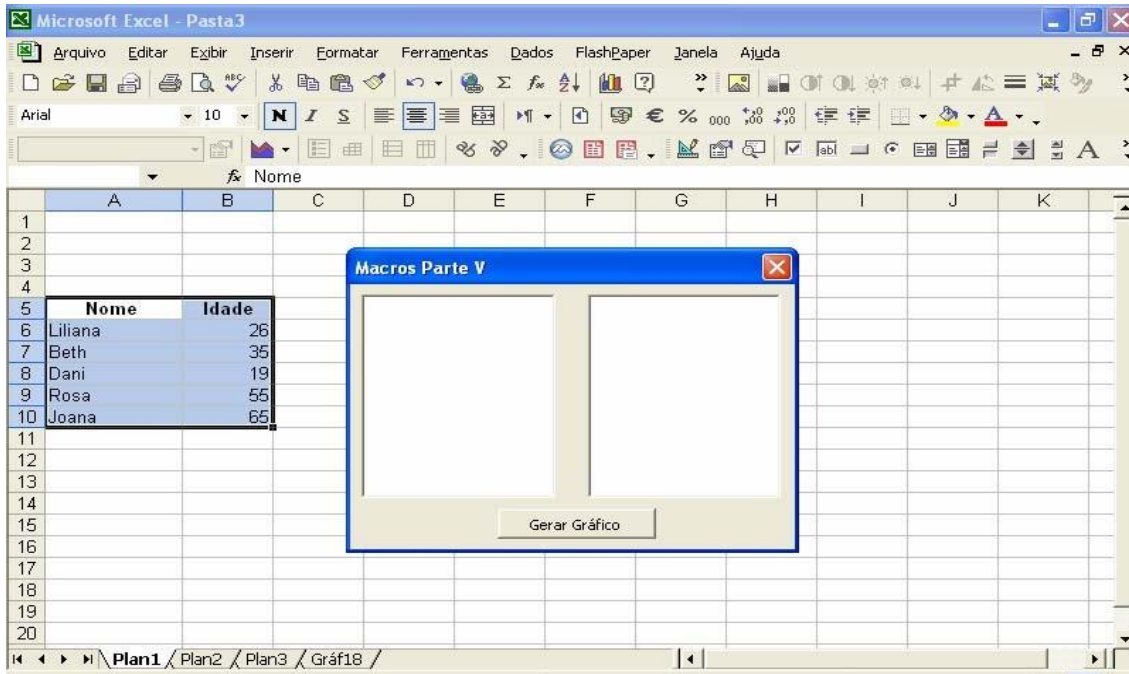 Microsoft Excel - Pasta3
Arquivo Editar Exibir Inserir Formatar Ferramentas Dados FlashPaper Janela Ajuda
Arial 10 N I S
fx Nome
A B C D E F G H I J K
1
2
3
Macros Parte V
4
5 Nome Idade
6 Liliana 26
7 Beth 35
8 Dani 19
9 Rosa 55
10 Joana 65
11
12
13
14
15 Gerar Gráfico
16
17
18
19
20
Plan1 / Plan2 / Plan3 / Gráf18 /